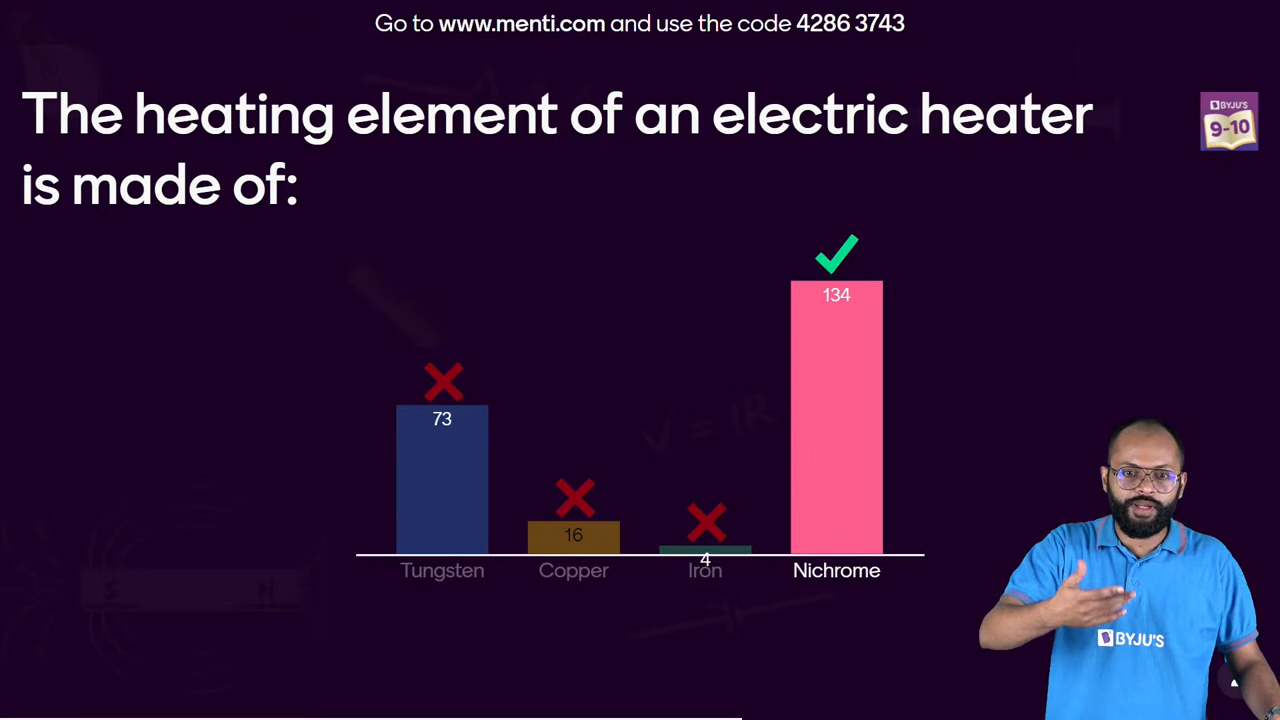 Go to www.menti.com and use the code 4286 3743
The heating element of an electric heater
is made of:
BYJU'S
9-10
134
73
16
4
Tungsten
Copper
Iron
Nichrome
V = IR
S
N
BYJU'S